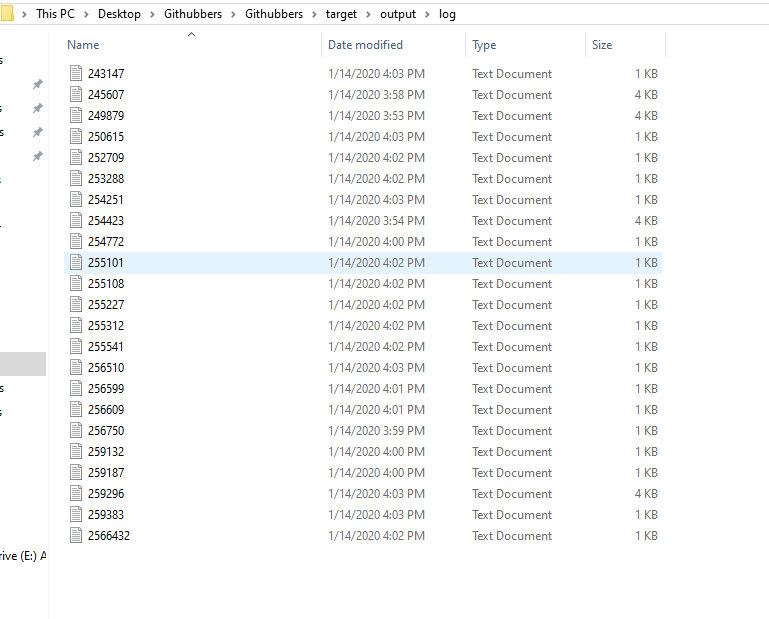 This PC > Desktop > Githubbers > Githubbers > target > output > log
Name Date modified Type Size
243147 1/14/2020 4:03 PM Text Document 1 KB
245607 1/14/2020 3:58 PM Text Document 4 KB
249879 1/14/2020 3:53 PM Text Document 4 KB
250615 1/14/2020 4:03 PM Text Document 1 KB
252709 1/14/2020 4:02 PM Text Document 1 KB
253288 1/14/2020 4:02 PM Text Document 1 KB
254251 1/14/2020 4:03 PM Text Document 1 KB
254423 1/14/2020 3:54 PM Text Document 4 KB
254772 1/14/2020 4:00 PM Text Document 1 KB
255101 1/14/2020 4:02 PM Text Document 1 KB
255108 1/14/2020 4:02 PM Text Document 1 KB
255227 1/14/2020 4:02 PM Text Document 1 KB
255312 1/14/2020 4:02 PM Text Document 1 KB
255541 1/14/2020 4:02 PM Text Document 1 KB
256510 1/14/2020 4:03 PM Text Document 1 KB
256599 1/14/2020 4:01 PM Text Document 1 KB
256609 1/14/2020 4:01 PM Text Document 1 KB
256750 1/14/2020 3:59 PM Text Document 1 KB
259132 1/14/2020 4:00 PM Text Document 1 KB
259187 1/14/2020 4:00 PM Text Document 1 KB
259296 1/14/2020 4:03 PM Text Document 4 KB
259383 1/14/2020 4:03 PM Text Document 1 KB
2566432 1/14/2020 4:02 PM Text Document 1 KB
rive (E:) A